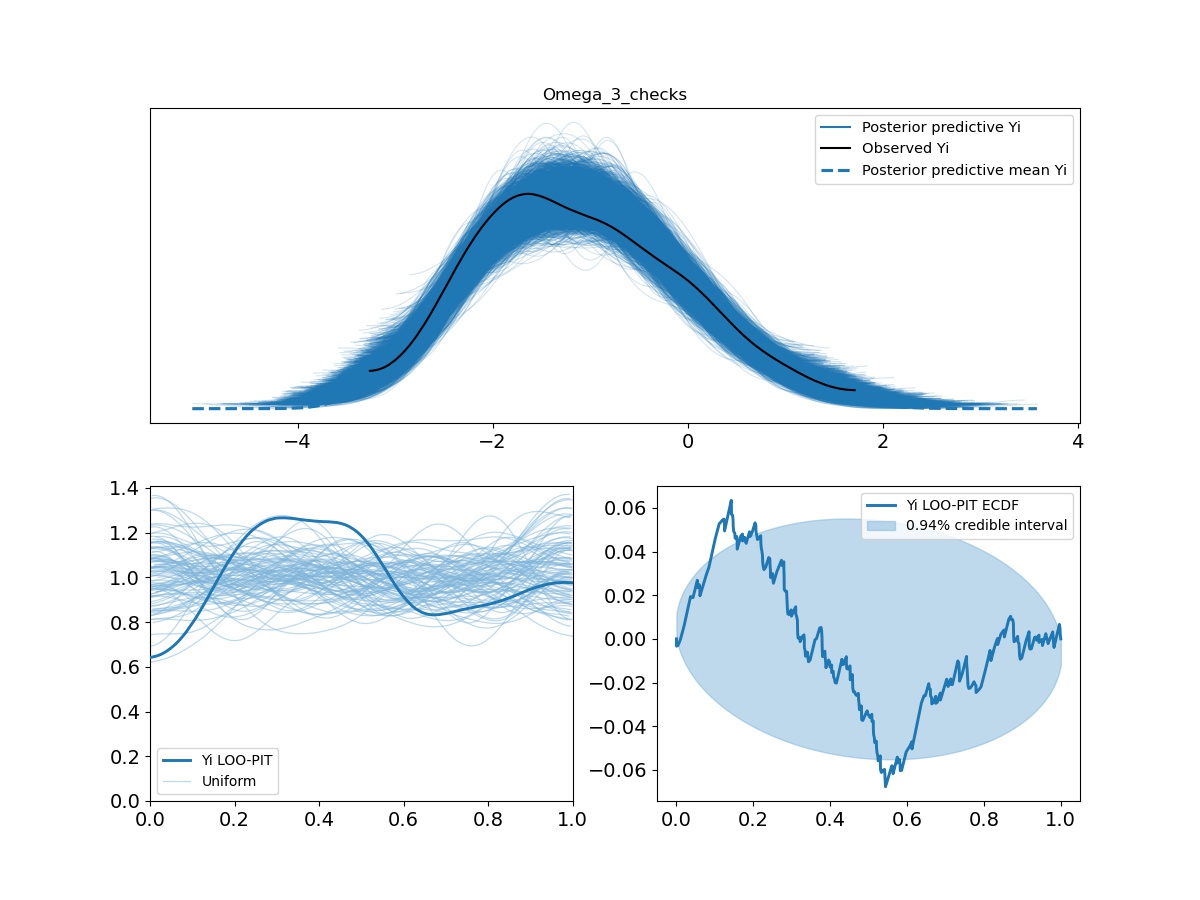 Omega_3_checks
Posterior predictive Yi
Observed Yi
Posterior predictive mean Yi
−4 −2 0 2 4
1.4
1.2
1.0
0.8
0.6
0.4
0.2
0.0
Yi LOO-PIT
Uniform
0.0 0.2 0.4 0.6 0.8 1.0
0.06
0.04
0.02
0.00
−0.02
−0.04
−0.06
Yi LOO-PIT ECDF
0.94% credible interval
0.0 0.2 0.4 0.6 0.8 1.0